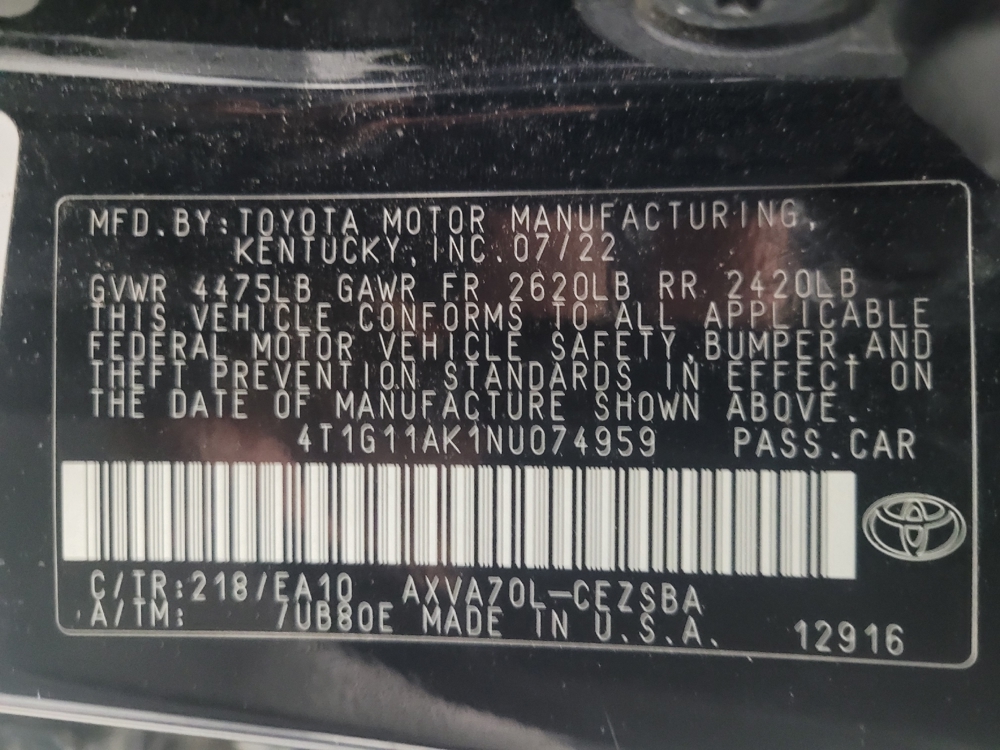 MFD.BY:TOYOTA MOTOR MANUFACTURING,
KENTUCKY, INC.07/22
GVWR 4475LB GAWR FR 2620LB RR 2420LB
THIS VEHICLE CONFORMS TO ALL APPLICABLE
FEDERAL MOTOR VEHICLE SAFETY,BUMPER,AND
THEFT PREVENTION STANDARDS IN EFFECT ON
THE DATE OF MANUFACTURE SHOWN ABOVE.
4T1G11AK1NU074959 PASS.CAR
C/TR:218/EA10 AXVA70L-CEZSBA
A/TM: 7UB80E MADE IN U.S.A. 12916